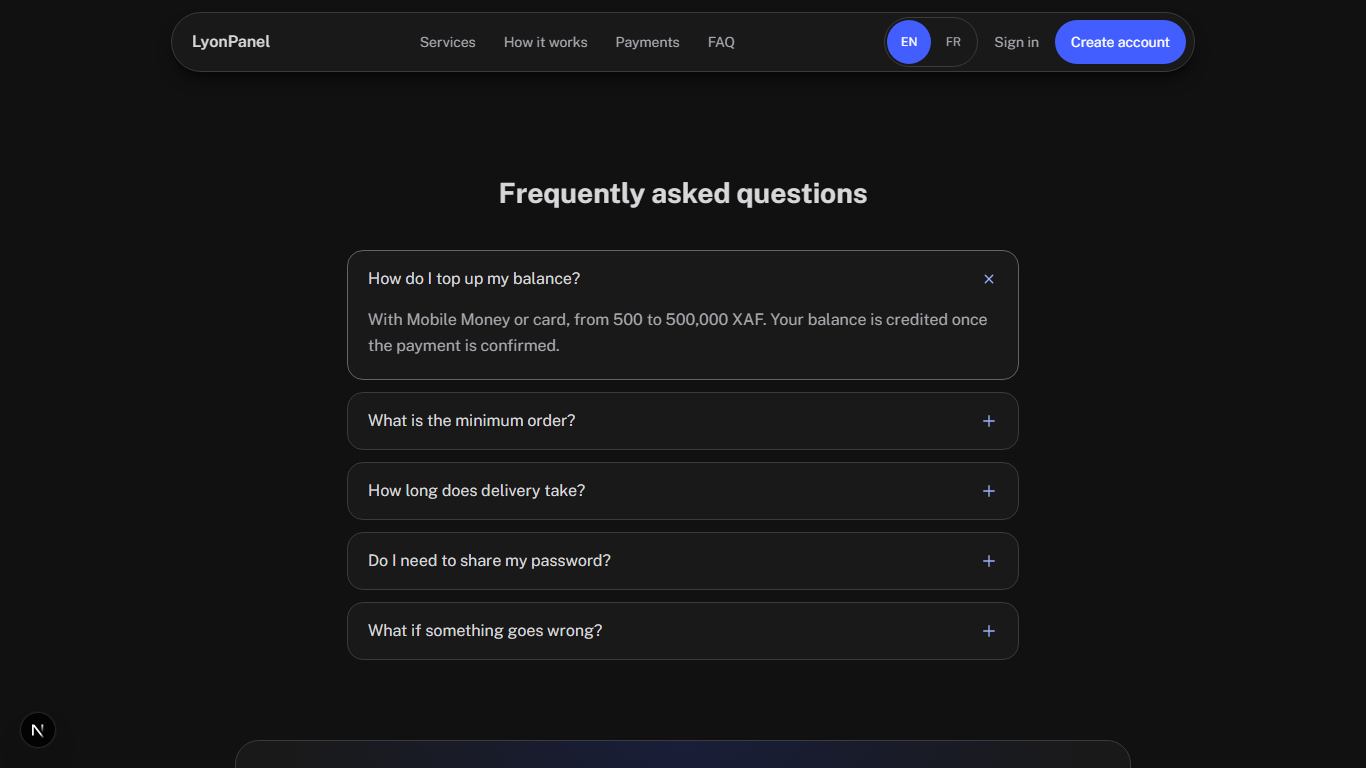 LyonPanel
Services
How it works
Payments
FAQ
EN
FR
Sign in
Create account
Frequently asked questions
How do I top up my balance?
With Mobile Money or card, from 500 to 500,000 XAF. Your balance is credited once
the payment is confirmed.
What is the minimum order?
How long does delivery take?
Do I need to share my password?
What if something goes wrong?
N